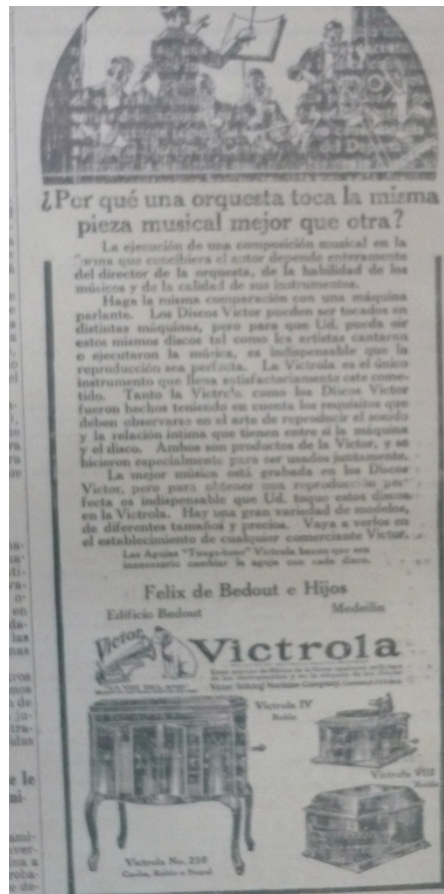 ¿Por qué una orquesta toca la misma
pieza musical mejor que otra?
La ejecución de una composición musical en la
forma que concibiera el autor depende enteramente
del director de la orquesta, de la habilidad de los
músicos y de la calidad de sus instrumentos.
Haga la misma comparación con una máquina
parlante. Los Discos Victor pueden ser tocados en
distintas máquinas, pero para que Ud. pueda oir
estos mismos discos tal como los artistas cantaron
o ejecutaron la música, es indispensable que la
reproducción sea perfecta. La Victrola es el único
instrumento que llena satisfactoriamente este come-
tido. Tanto la Victrola como los Discos Victor
fueron hechos teniendo en cuenta los requisitos que
deben observarse en el arte de reproducir el sonido
y la relación íntima que tienen entre sí la máquina
y el disco. Ambos son productos de la Victor, y se
hicieron especialmente para ser usados juntamente.
La mejor música está grabada en los Discos
Victor, pero para obtener una reproducción per-
fecta es indispensable que Ud. toque estos discos
en la Victrola. Hay una gran variedad de modelos,
de diferentes tamaños y precios. Vaya a verlos en
el establecimiento de cualquier comerciante Victor.
Las Agujas "Tungs-tone" Victrola hacen que sea
innecesario cambiar la aguja con cada disco.
Felix de Bedout e Hijos
Edificio Bedout Medellin
Victor
"LA VOZ DEL AMO"
Victrola
Victor Talking Machine Company,
Victrola IV
Roble
Victrola VIII
Roble
Victrola No. 210
Caoba, Roble o Nogal